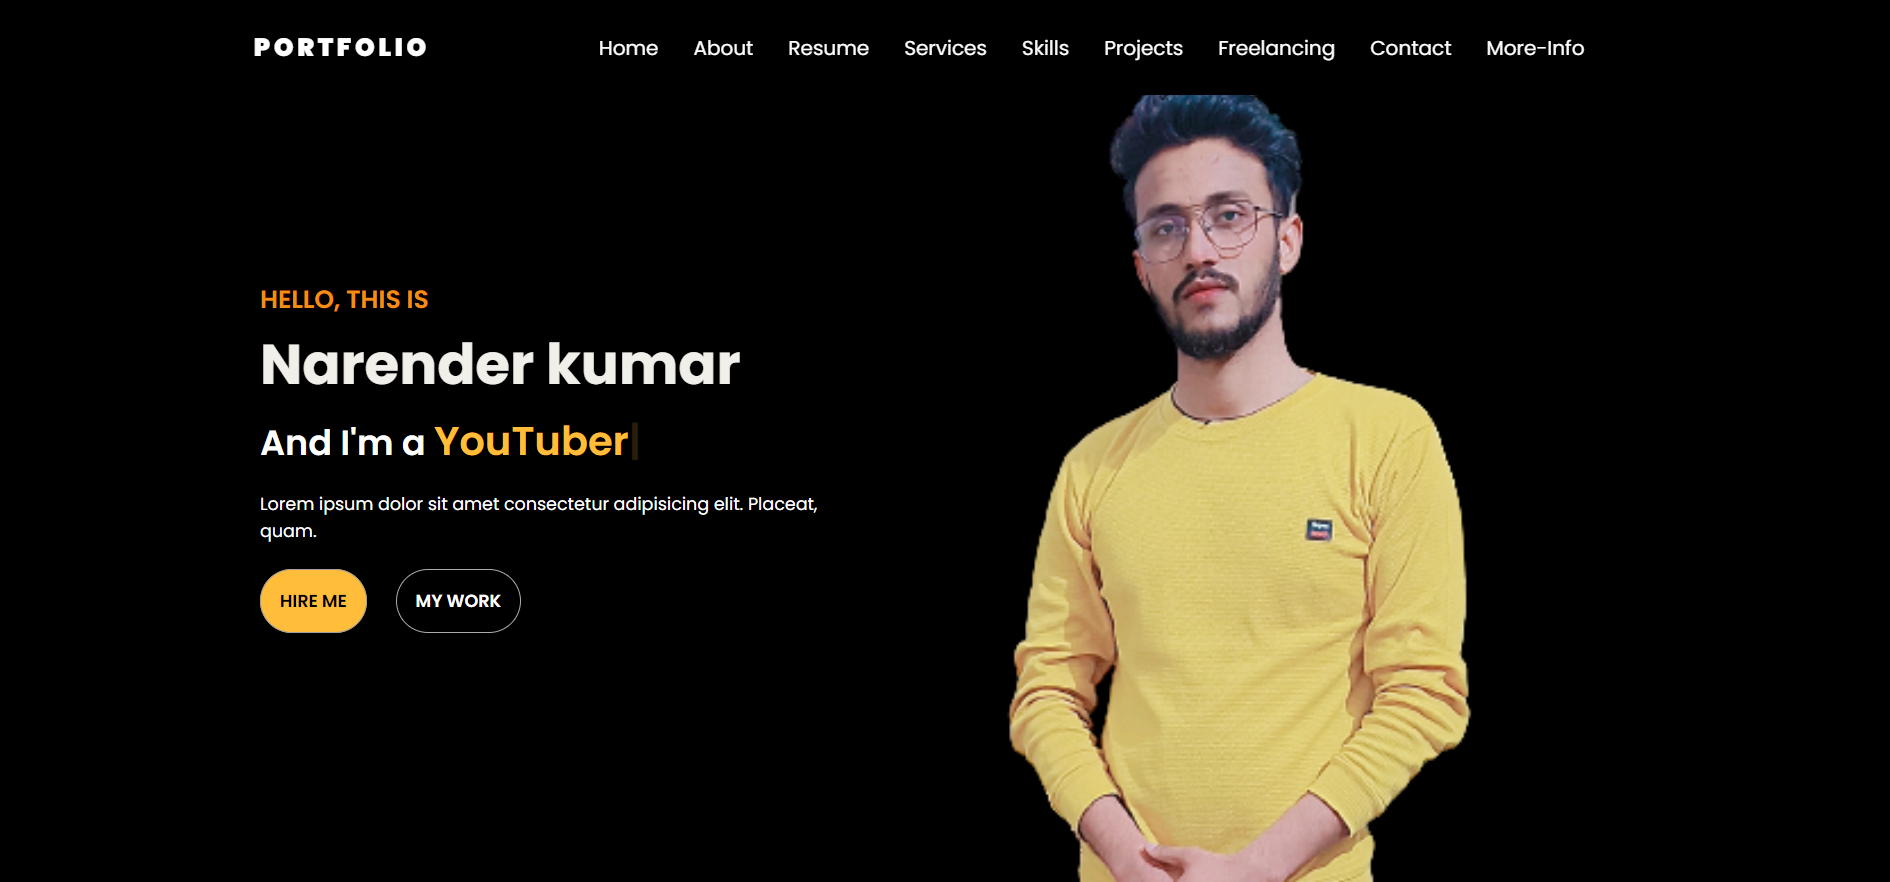 PORTFOLIO
Home About Resume Services Skills Projects Freelancing Contact More-Info
HELLO, THIS IS
Narender kumar
And I'm a YouTuber
Lorem ipsum dolor sit amet consectetur adipisicing elit. Placeat,
quam.
HIRE ME MY WORK